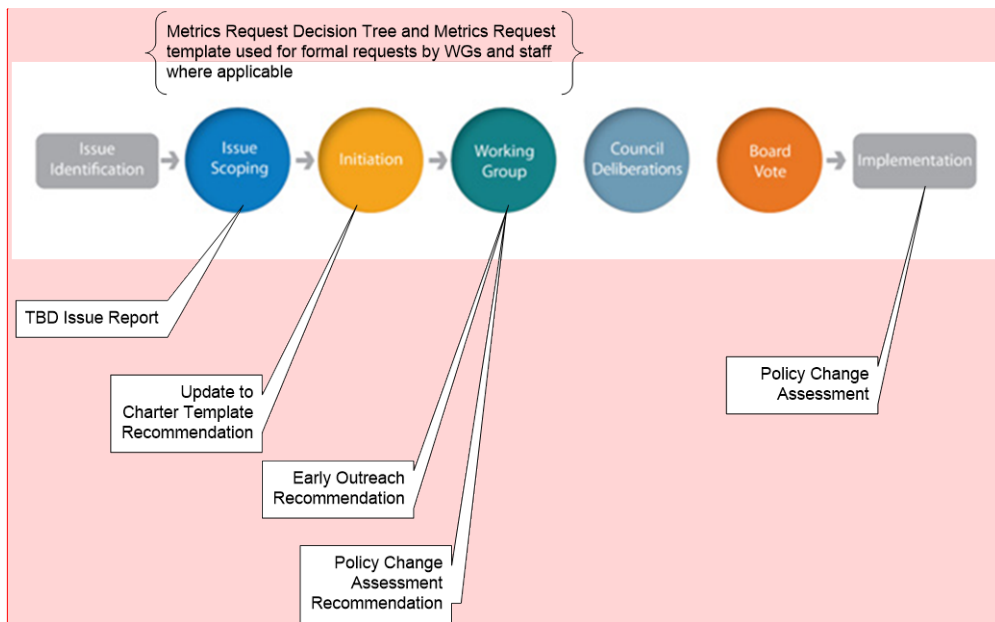 Metrics Request Decision Tree and Metrics Request
template used for formal requests by WGs and staff
where applicable
Issue
Identification
Issue
Scoping
Initiation
Working
Group
Council
Deliberations
Board
Vote
Implementation
TBD Issue Report
Update to
Charter Template
Recommendation
Early Outreach
Recommendation
Policy Change
Assessment
Recommendation
Policy Change
Assessment